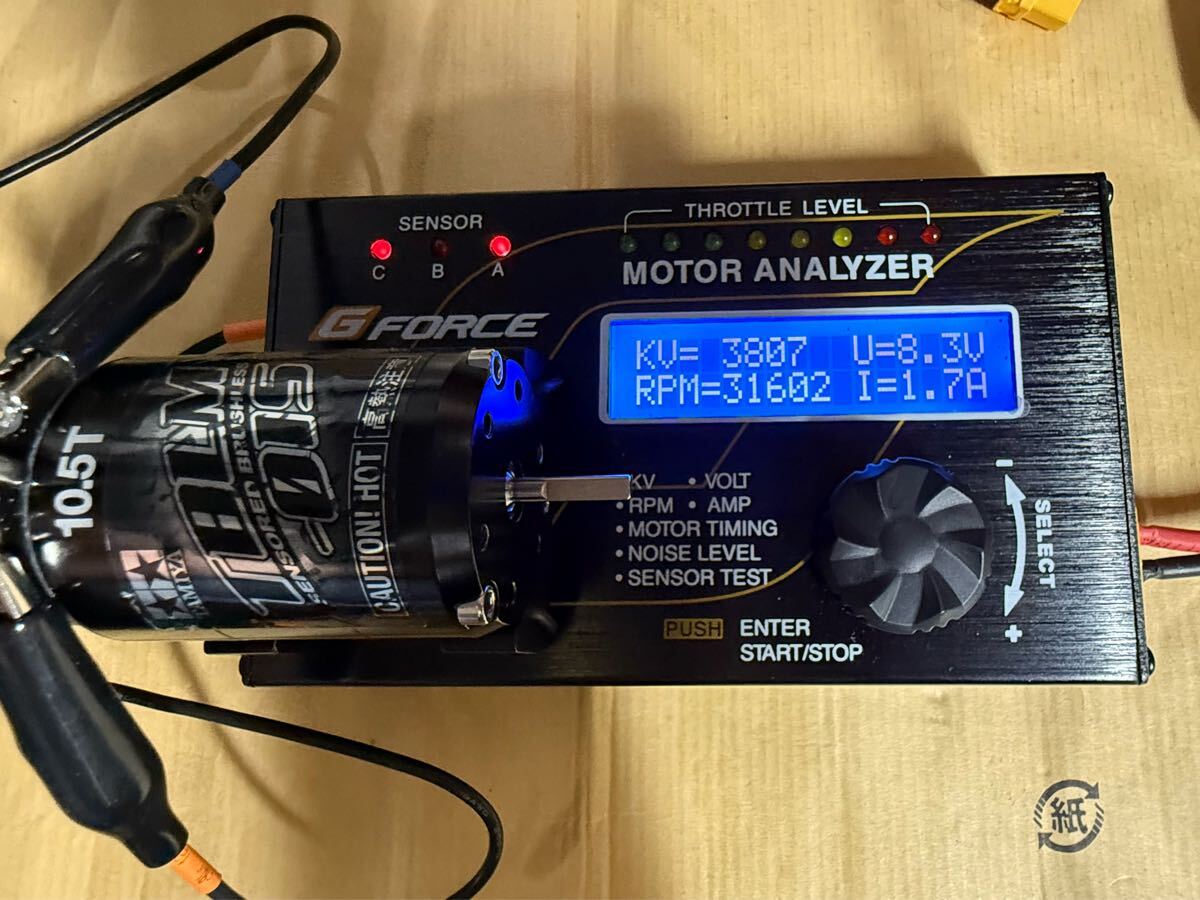 SENSOR
C B A
THROTTLE LEVEL
MOTOR ANALYZER
G FORCE
KV= 3807 U=8.3V
RPM=31602 I=1.7A
KV • VOLT
• RPM • AMP
• MOTOR TIMING
• NOISE LEVEL
• SENSOR TEST
PUSH ENTER
START/STOP
- SELECT +
10.5T
TAMIYA
TBLM
SENSORED BRUSHLESS
CAUTION! HOT
高熱注意
紙